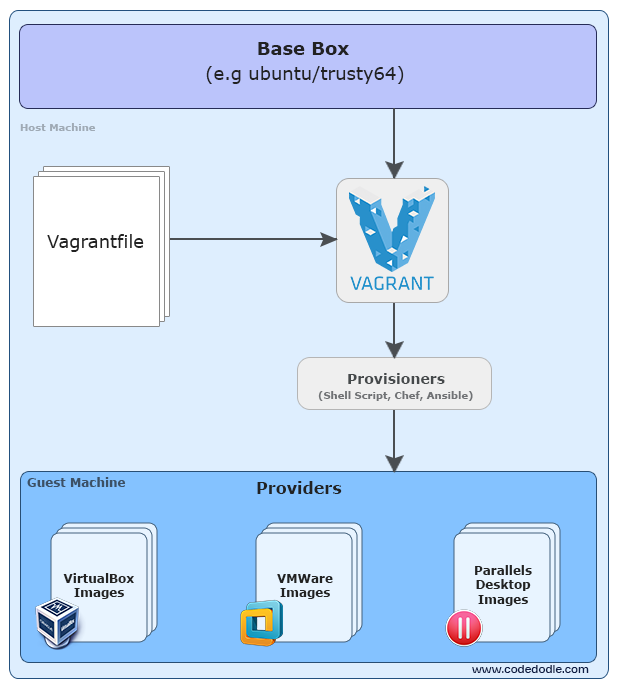 Base Box
(e.g ubuntu/trusty64)
Host Machine
Vagrantfile
VAGRANT
Provisioners
(Shell Script, Chef, Ansible)
Guest Machine
Providers
VirtualBox
Images
VMWare
Images
Parallels
Desktop
Images
www.codedodle.com